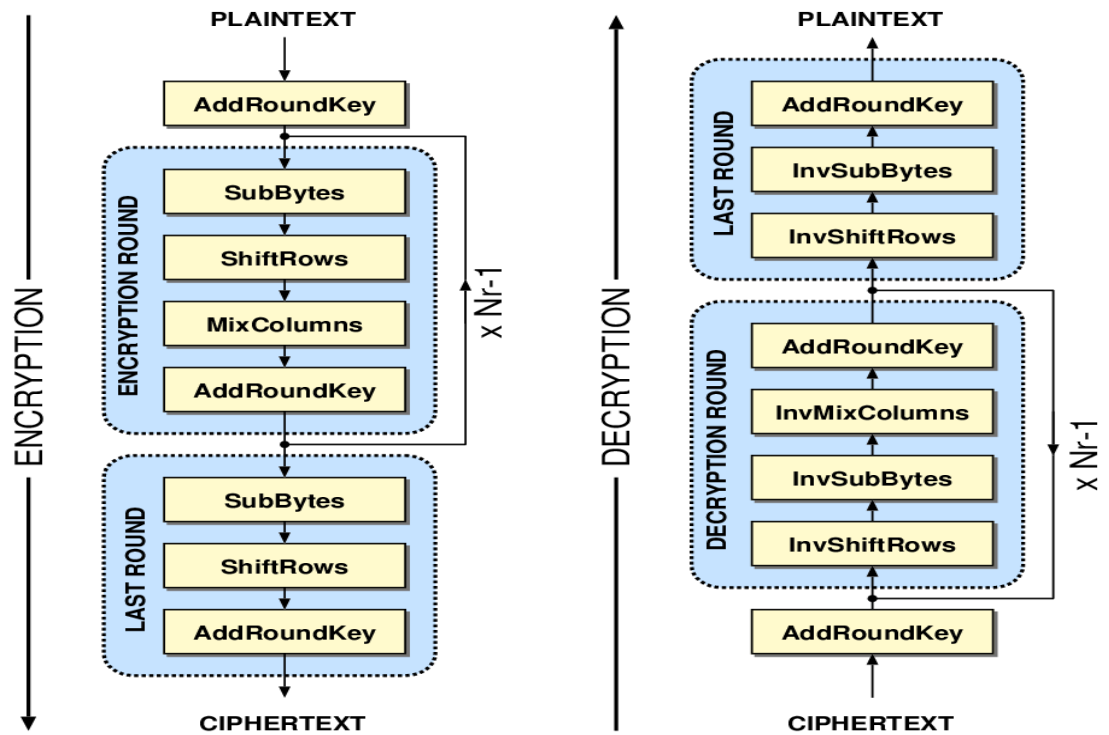 PLAINTEXT
AddRoundKey
ENCRYPTION ROUND
SubBytes
ShiftRows
MixColumns
AddRoundKey
x Nr-1
LAST ROUND
SubBytes
ShiftRows
AddRoundKey
CIPHERTEXT
ENCRYPTION
PLAINTEXT
LAST ROUND
AddRoundKey
InvSubBytes
InvShiftRows
DECRYPTION ROUND
AddRoundKey
InvMixColumns
InvSubBytes
InvShiftRows
x Nr-1
AddRoundKey
CIPHERTEXT
DECRYPTION